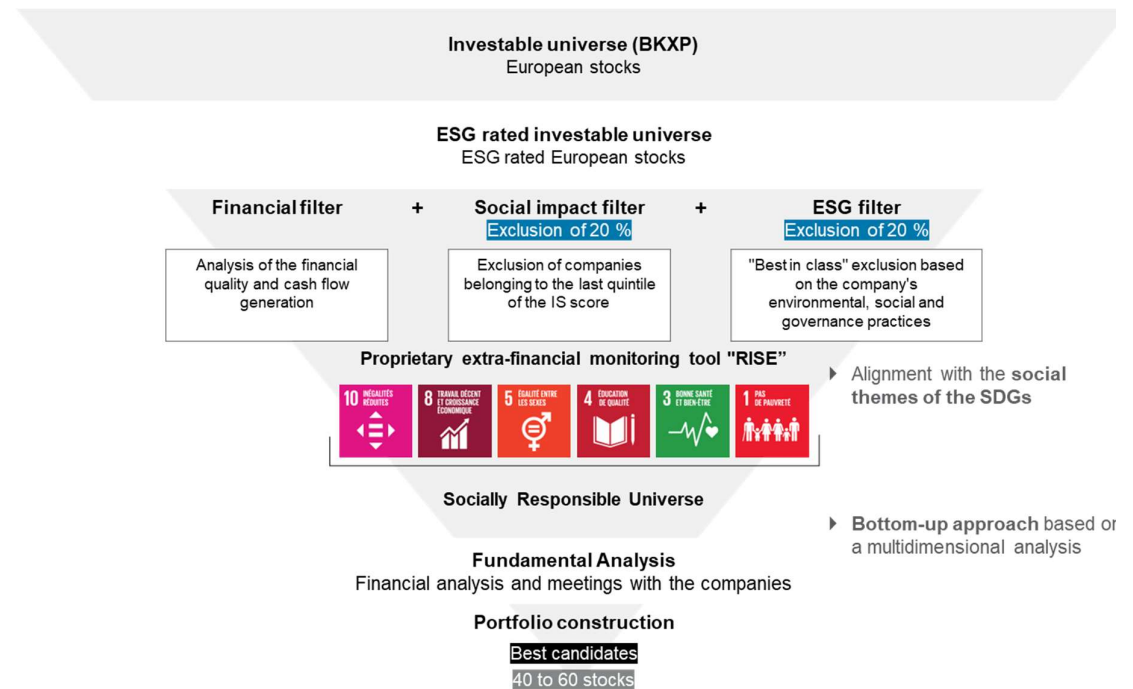 Investable universe (BKXP)
European stocks
ESG rated investable universe
ESG rated European stocks
Financial filter + Social impact filter + ESG filter
Exclusion of 20 % Exclusion of 20 %
Analysis of the financial
quality and cash flow
generation
Exclusion of companies
belonging to the last quintile
of the IS score
"Best in class" exclusion based
on the company's
environmental, social and
governance practices
Proprietary extra-financial monitoring tool "RISE”
10 INÉGALITÉS
RÉDUITES
8 TRAVAIL DÉCENT
ET CROISSANCE
ÉCONOMIQUE
5 ÉGALITÉ ENTRE
LES SEXES
4 ÉDUCATION
DE QUALITÉ
3 BONNE SANTÉ
ET BIEN-ÊTRE
1 PAS
DE PAUVRETÉ
Alignment with the social
themes of the SDGs
Socially Responsible Universe
Bottom-up approach based on
a multidimensional analysis
Fundamental Analysis
Financial analysis and meetings with the companies
Portfolio construction
Best candidates
40 to 60 stocks